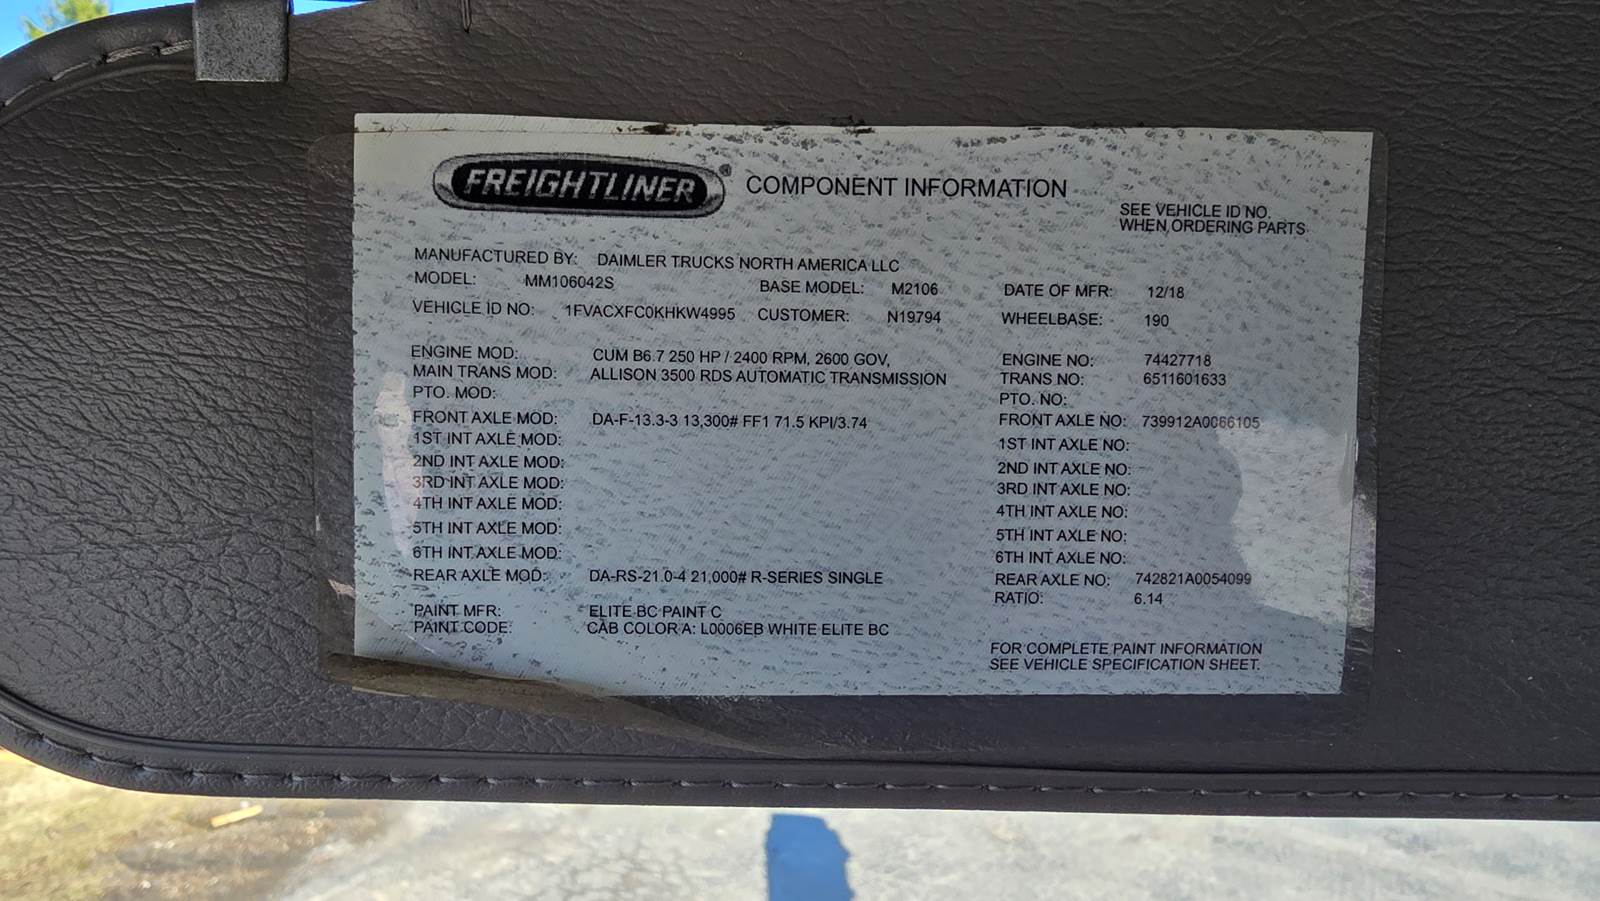 FREIGHTLINER® COMPONENT INFORMATION
SEE VEHICLE ID NO.
WHEN ORDERING PARTS
MANUFACTURED BY: DAIMLER TRUCKS NORTH AMERICA LLC
MODEL: MM106042S BASE MODEL: M2106 DATE OF MFR: 12/18
VEHICLE ID NO: 1FVACXFC0KHKW4995 CUSTOMER: N19794 WHEELBASE: 190
ENGINE MOD: CUM B6.7 250 HP / 2400 RPM, 2600 GOV, ENGINE NO: 74427718
MAIN TRANS MOD: ALLISON 3500 RDS AUTOMATIC TRANSMISSION TRANS NO: 6511601633
PTO. MOD: PTO. NO:
FRONT AXLE MOD: DA-F-13.3-3 13,300# FF1 71.5 KPI/3.74 FRONT AXLE NO: 739912A0066105
1ST INT AXLE MOD: 1ST INT AXLE NO:
2ND INT AXLE MOD: 2ND INT AXLE NO:
3RD INT AXLE MOD: 3RD INT AXLE NO:
4TH INT AXLE MOD: 4TH INT AXLE NO:
5TH INT AXLE MOD: 5TH INT AXLE NO:
6TH INT AXLE MOD: 6TH INT AXLE NO:
REAR AXLE MOD: DA-RS-21.0-4 21,000# R-SERIES SINGLE REAR AXLE NO: 742821A0054099
RATIO: 6.14
PAINT MFR: ELITE BC PAINT C
PAINT CODE: CAB COLOR A: L0006EB WHITE ELITE BC
FOR COMPLETE PAINT INFORMATION
SEE VEHICLE SPECIFICATION SHEET.